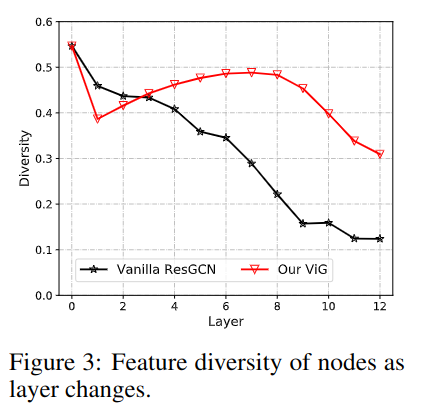 0.6
0.5
0.4
0.3
0.2
0.1
0.0
Diversity
Vanilla ResGCN
Our ViG
0 2 4 6 8 10 12
Layer
Figure 3: Feature diversity of nodes as
layer changes.